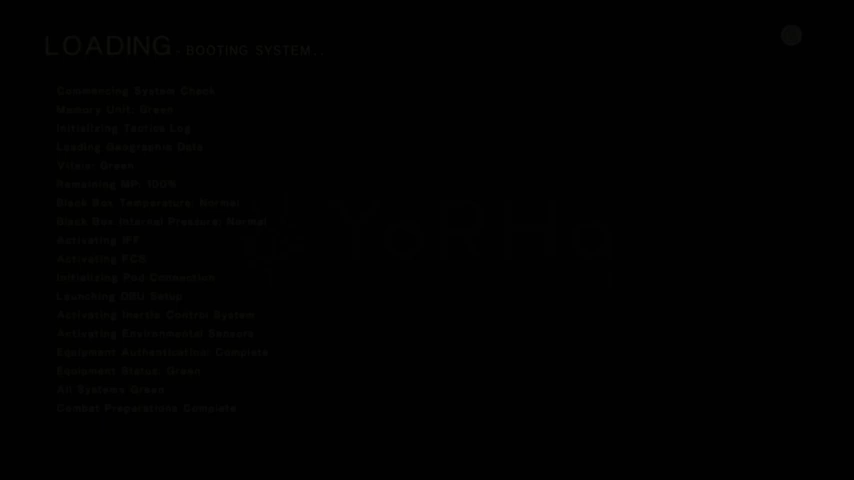 LOADING - BOOTING SYSTEM...
Commencing System Check
Memory Unit: Green
Initializing Tactics Log
Loading Geographic Data
Vitals: Green
Remaining MP: 100%
Black Box Temperature: Normal
Black Box Internal Pressure: Normal
YoRHa
Activating IFF
Activating FCS
Initializing Pod Connection
Launching DBU Setup
Activating Inertia Control System
Activating Environmental Sensors
Equipment Authentication: Complete
Equipment Status: Green
All Systems Green
Combat Preparations Complete